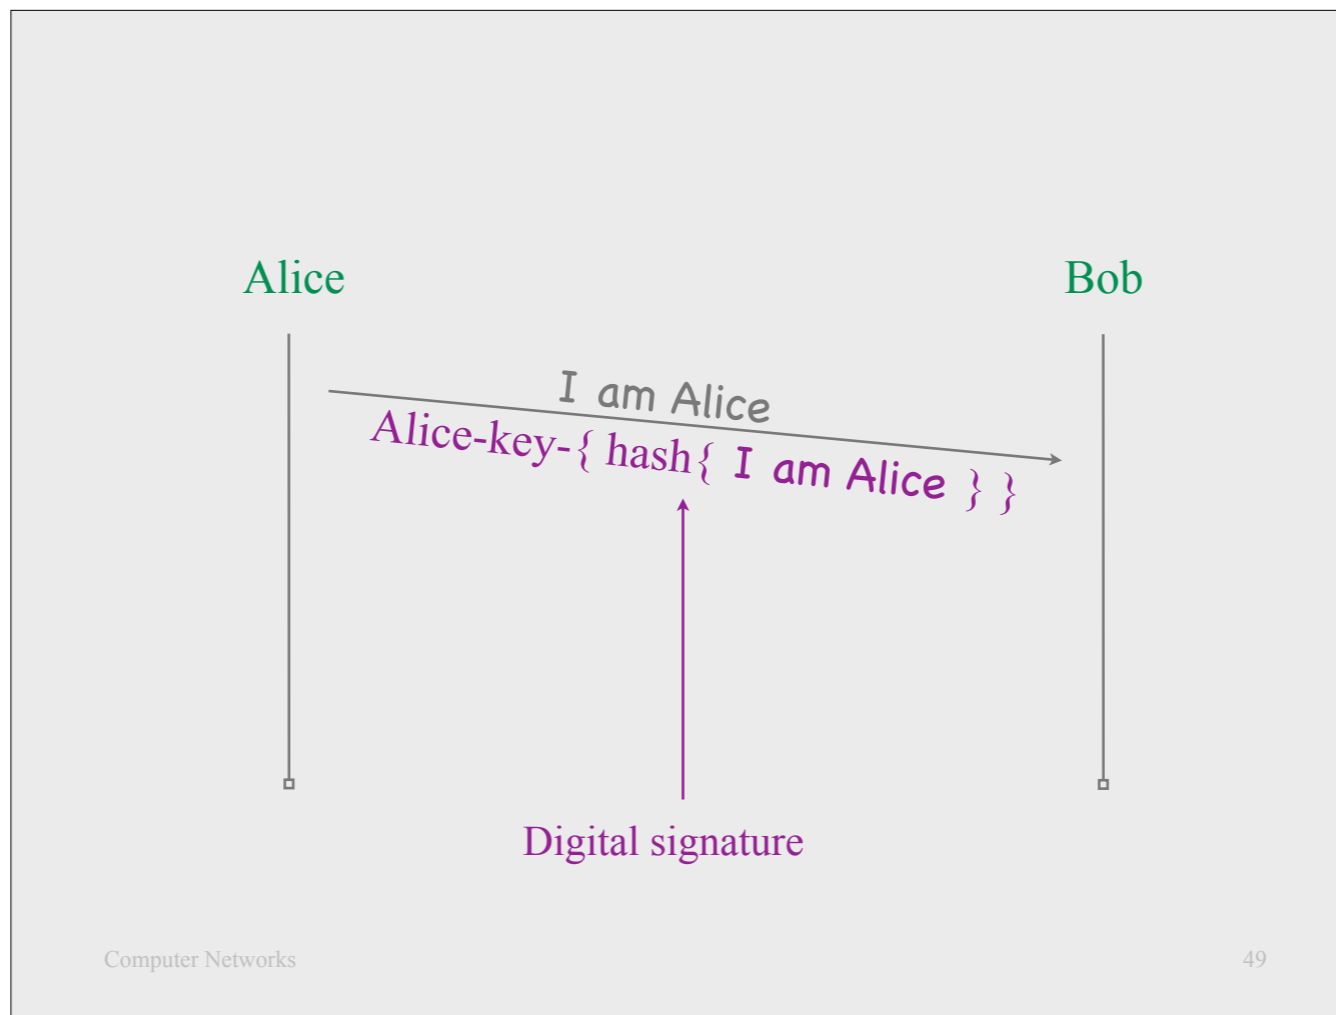 Alice
Bob
I am Alice
Alice-key-{ hash{ I am Alice } }
Digital signature
Computer Networks
49